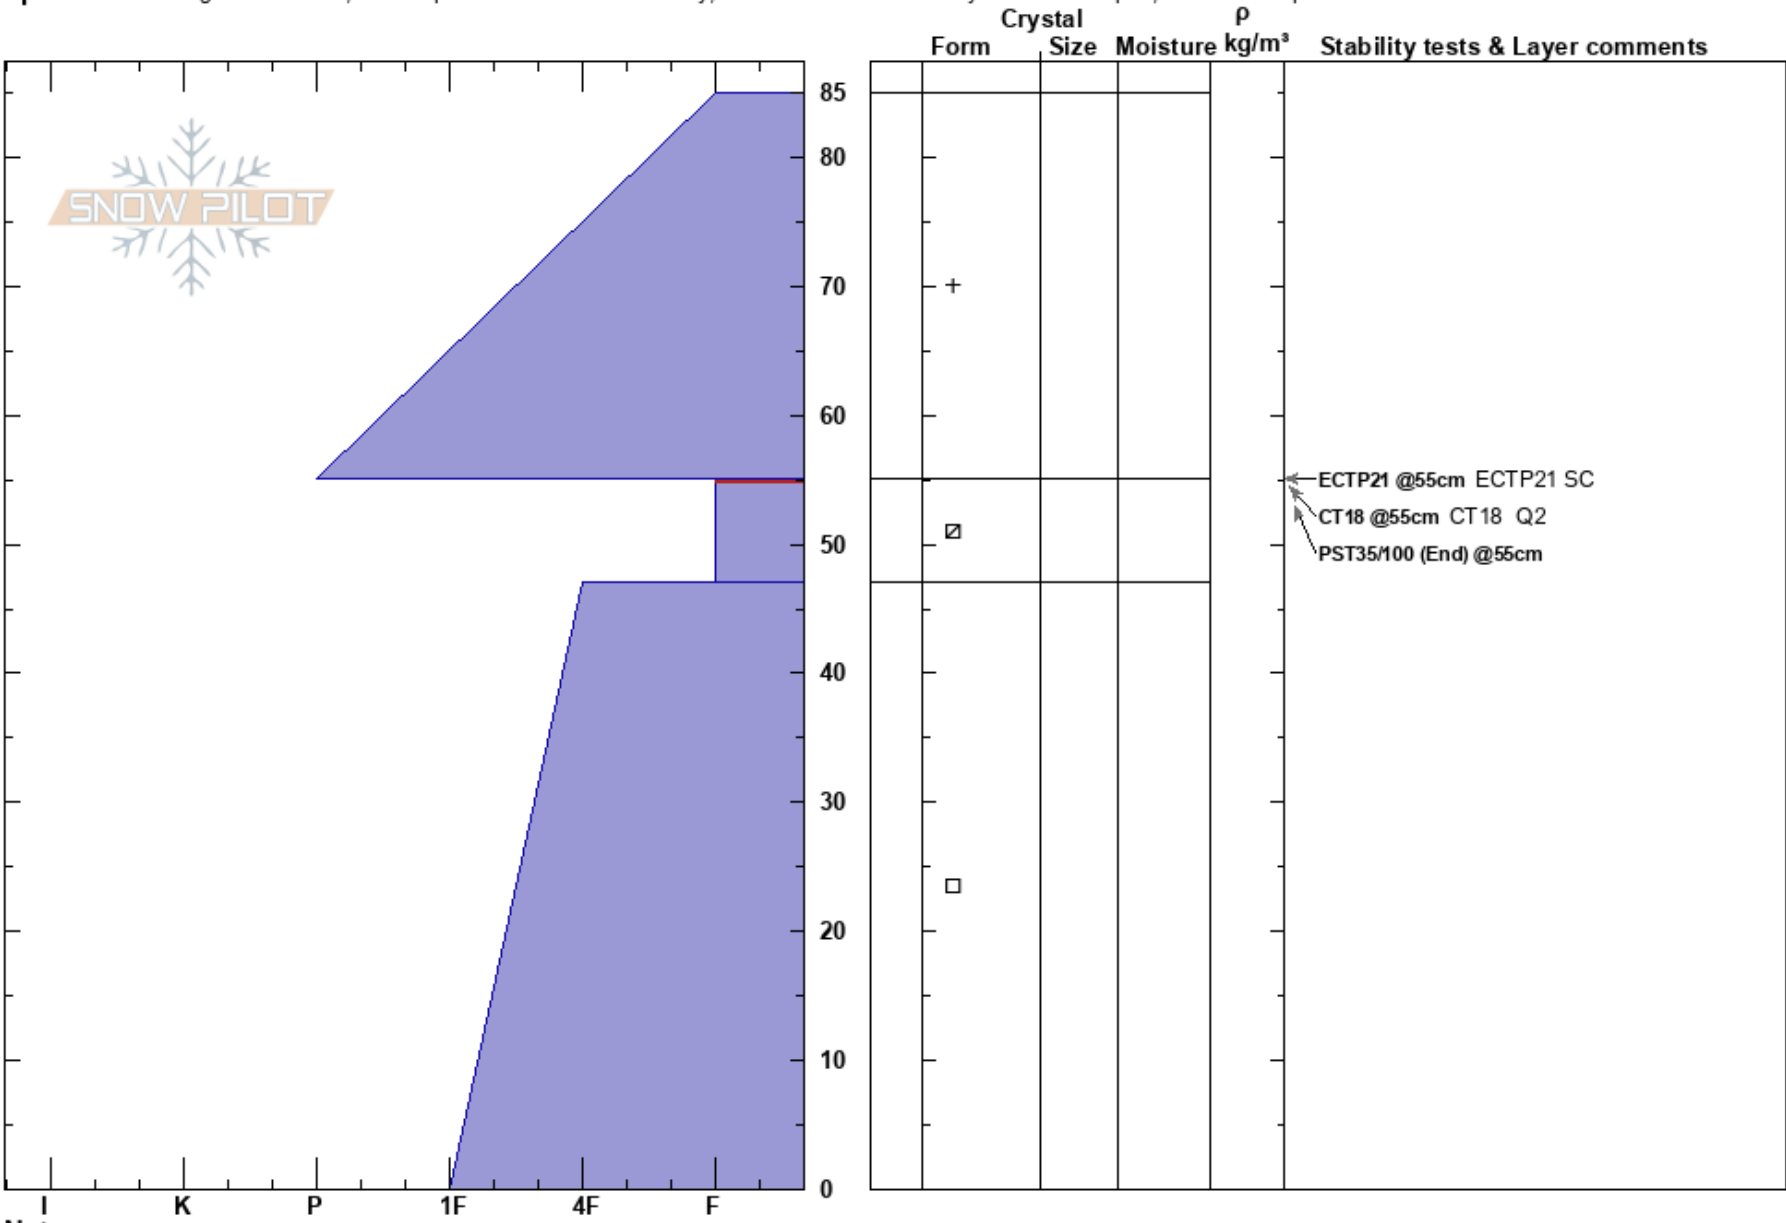 Crystal
ρ
Form Size Moisture kg/m³ Stability tests & Layer comments
85
80
SNOW PILOT
70
60
ECTP21 @55cm ECTP21 SC
CT18 @55cm CT18 Q2
50
PST35/100 (End) @55cm
40
30
20
10
0
I K P 1F 4F F